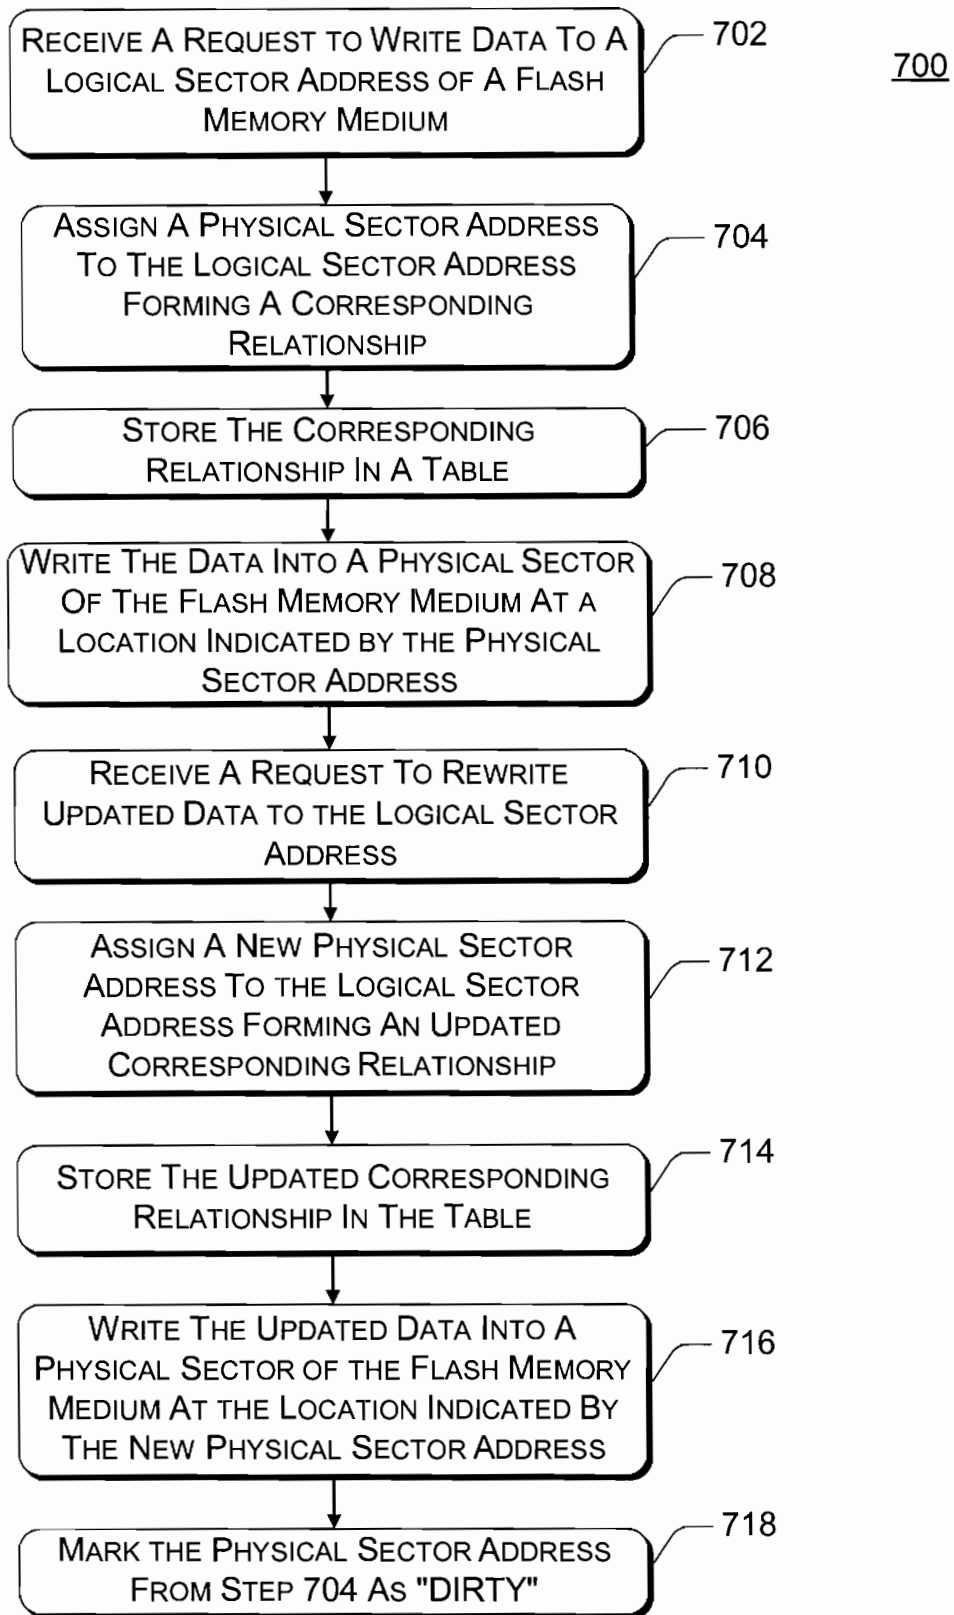 RECEIVE A REQUEST TO WRITE DATA TO A
LOGICAL SECTOR ADDRESS OF A FLASH
MEMORY MEDIUM
702
700
ASSIGN A PHYSICAL SECTOR ADDRESS
TO THE LOGICAL SECTOR ADDRESS
FORMING A CORRESPONDING
RELATIONSHIP
704
STORE THE CORRESPONDING
RELATIONSHIP IN A TABLE
706
WRITE THE DATA INTO A PHYSICAL SECTOR
OF THE FLASH MEMORY MEDIUM AT A
LOCATION INDICATED BY THE PHYSICAL
SECTOR ADDRESS
708
RECEIVE A REQUEST TO REWRITE
UPDATED DATA TO THE LOGICAL SECTOR
ADDRESS
710
ASSIGN A NEW PHYSICAL SECTOR
ADDRESS TO THE LOGICAL SECTOR
ADDRESS FORMING AN UPDATED
CORRESPONDING RELATIONSHIP
712
STORE THE UPDATED CORRESPONDING
RELATIONSHIP IN THE TABLE
714
WRITE THE UPDATED DATA INTO A
PHYSICAL SECTOR OF THE FLASH MEMORY
MEDIUM AT THE LOCATION INDICATED BY
THE NEW PHYSICAL SECTOR ADDRESS
716
MARK THE PHYSICAL SECTOR ADDRESS
FROM STEP 704 AS "DIRTY"
718